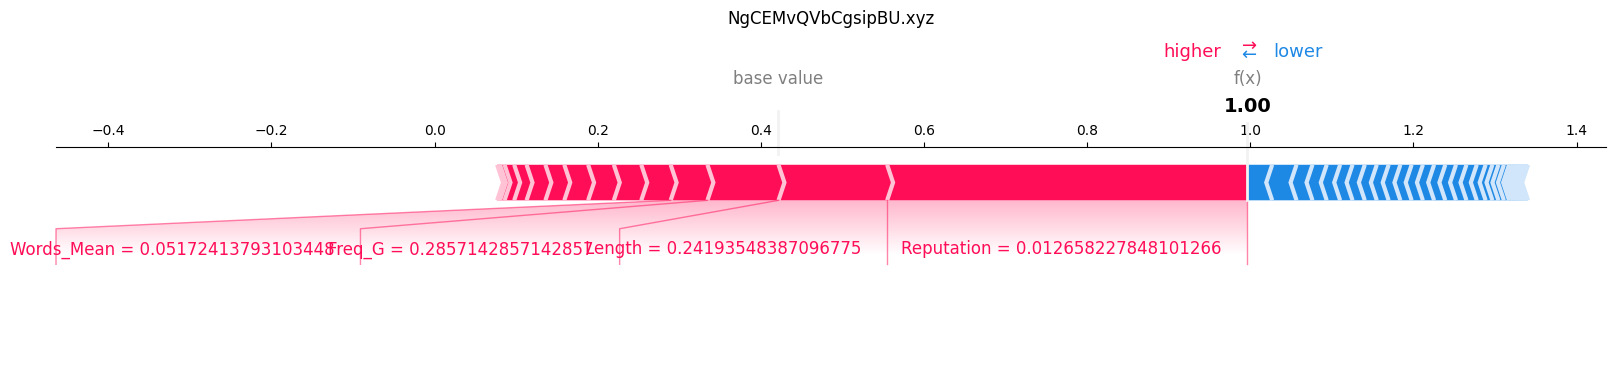 NgCEMvQVbCgsipBU.xyz
higher ⇄ lower
base value f(x)
1.00
−0.4 −0.2 0.0 0.2 0.4 0.6 0.8 1.0 1.2 1.4
Words_Mean = 0.05172413793103448 Freq_G = 0.2857142857142857 Length = 0.24193548387096775 Reputation = 0.012658227848101266